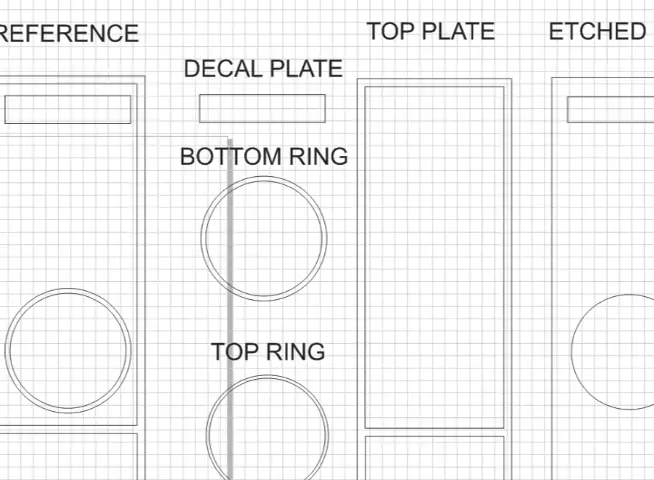 REFERENCE
DECAL PLATE
BOTTOM RING
TOP RING
TOP PLATE
ETCHED